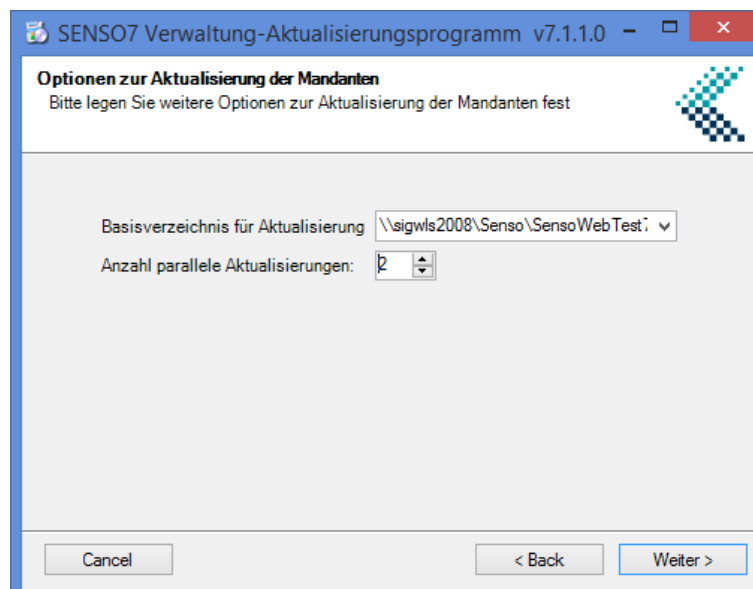 SENSO7 Verwaltung-Aktualisierungsprogramm v7.1.1.0
Optionen zur Aktualisierung der Mandanten
Bitte legen Sie weitere Optionen zur Aktualisierung der Mandanten fest
Basisverzeichnis für Aktualisierung \\sigwls2008\Senso\SensoWebTest7
Anzahl parallele Aktualisierungen: 2
Cancel < Back Weiter >